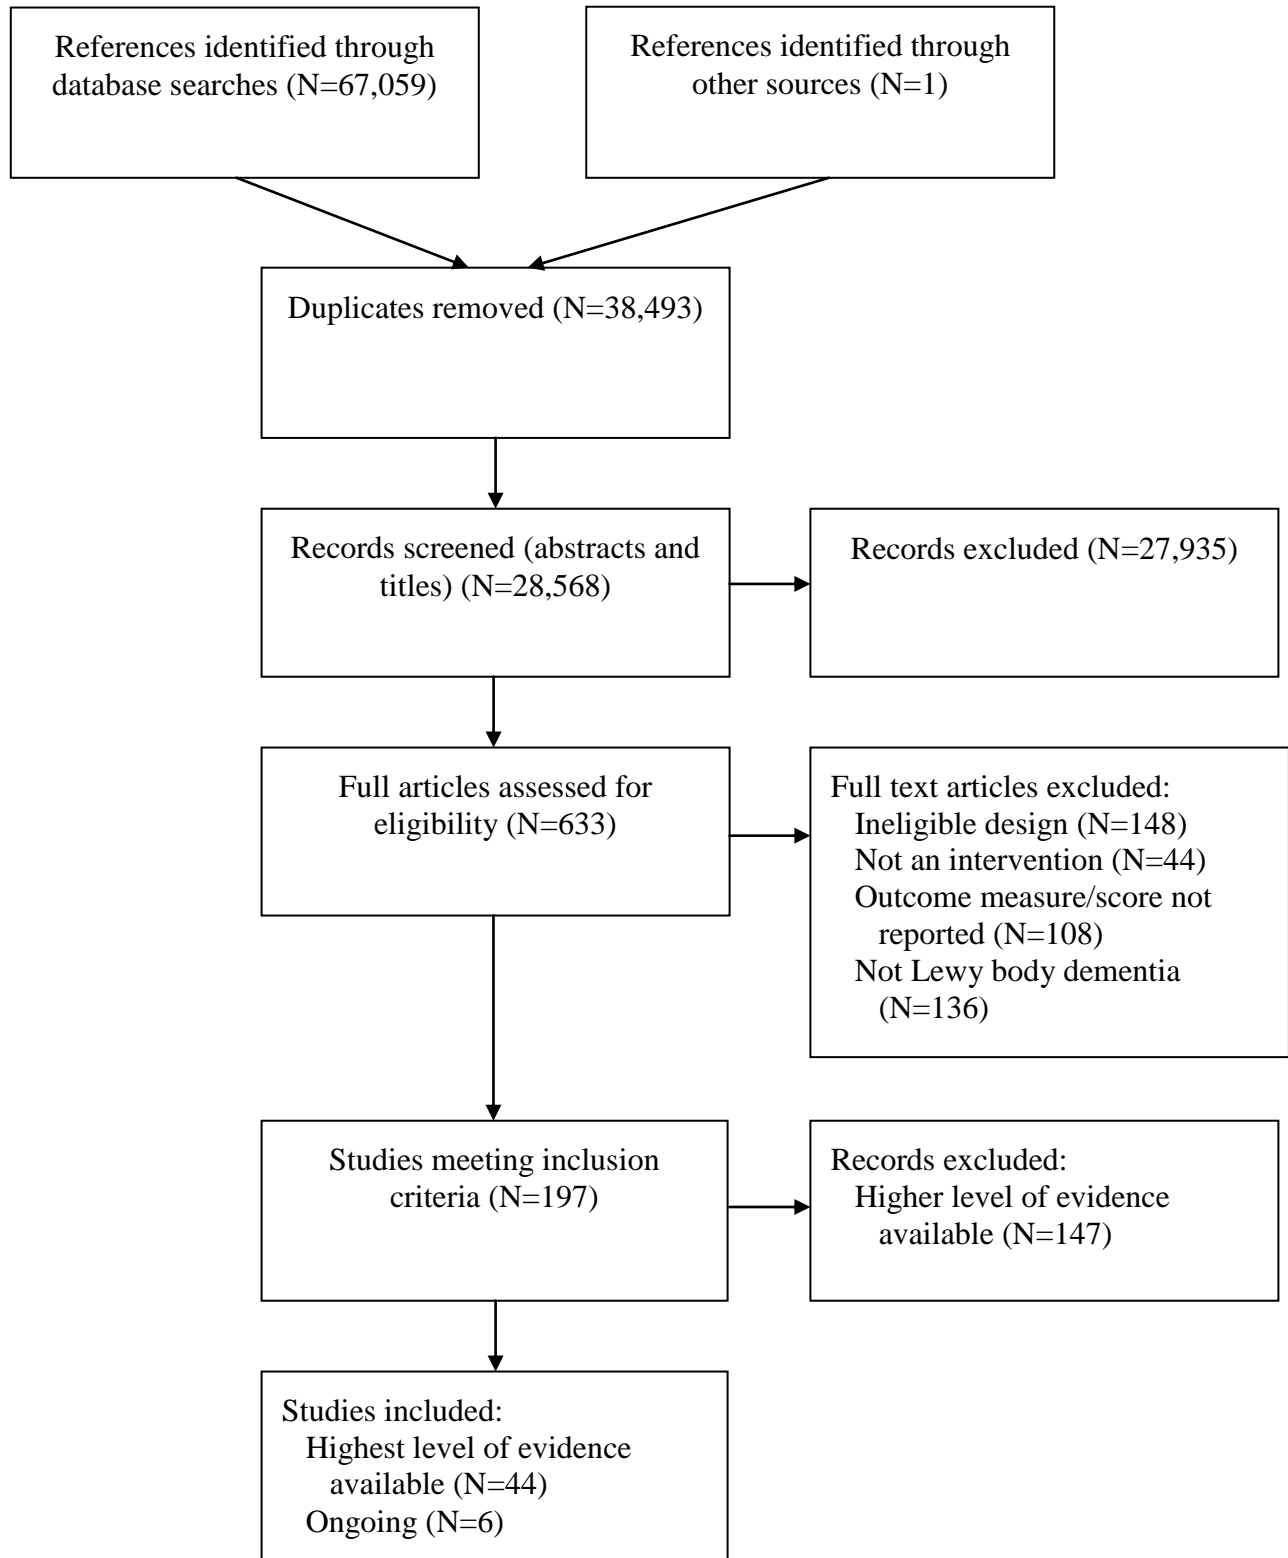 References identified through
database searches (N=67,059)
References identified through
other sources (N=1)
Duplicates removed (N=38,493)
Records screened (abstracts and
titles) (N=28,568)
Records excluded (N=27,935)
Full articles assessed for
eligibility (N=633)
Full text articles excluded:
Ineligible design (N=148)
Not an intervention (N=44)
Outcome measure/score not
reported (N=108)
Not Lewy body dementia
(N=136)
Studies meeting inclusion
criteria (N=197)
Records excluded:
Higher level of evidence
available (N=147)
Studies included:
Highest level of evidence
available (N=44)
Ongoing (N=6)